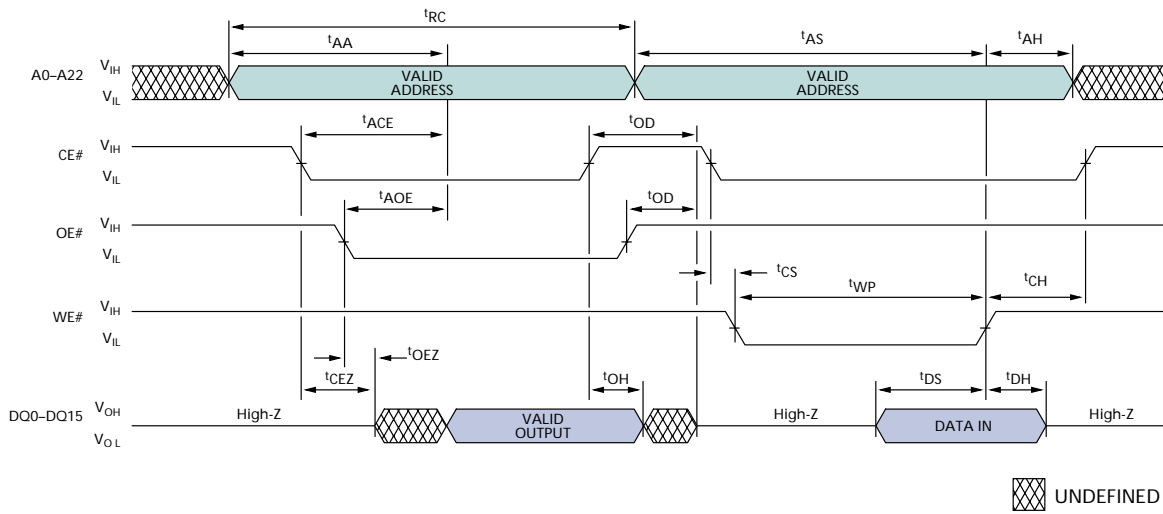 tRC
tAA
tAS
tAH
A0–A22
VIH
VIL
VALID
ADDRESS
VALID
ADDRESS
tACE
tOD
CE#
VIH
VIL
tAOE
tOD
OE#
VIH
VIL
tCS
tWP
tCH
WE#
VIH
VIL
tOEZ
tCEZ
tOH
tDS
tDH
DQ0–DQ15
VOH
VO L
High-Z
VALID
OUTPUT
High-Z
DATA IN
High-Z
UNDEFINED